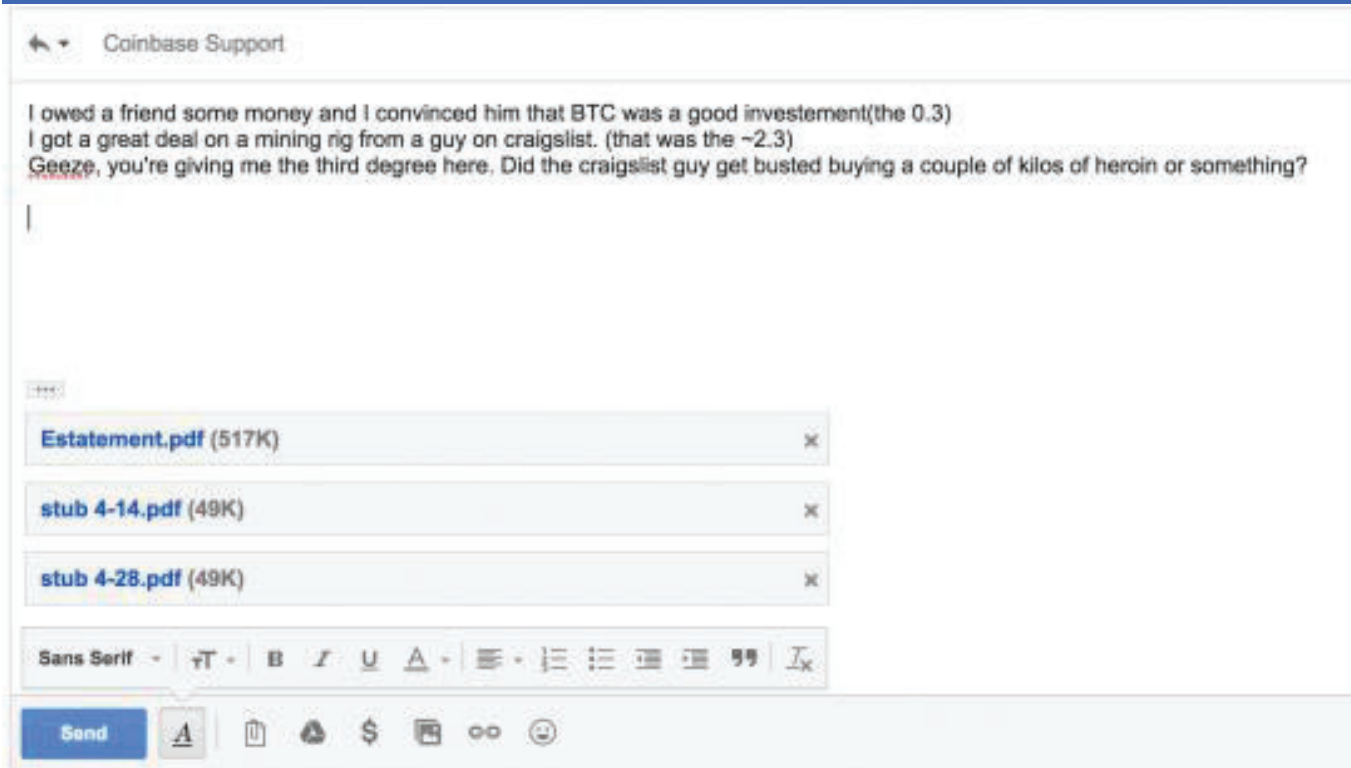 Coinbase Support
I owed a friend some money and I convinced him that BTC was a good investement(the 0.3)
I got a great deal on a mining rig from a guy on craigslist. (that was the ~2.3)
Geeze, you're giving me the third degree here. Did the craigslist guy get busted buying a couple of kilos of heroin or something?
Estatement.pdf (517K)
stub 4-14.pdf (49K)
stub 4-28.pdf (49K)
Sans Serif
Send